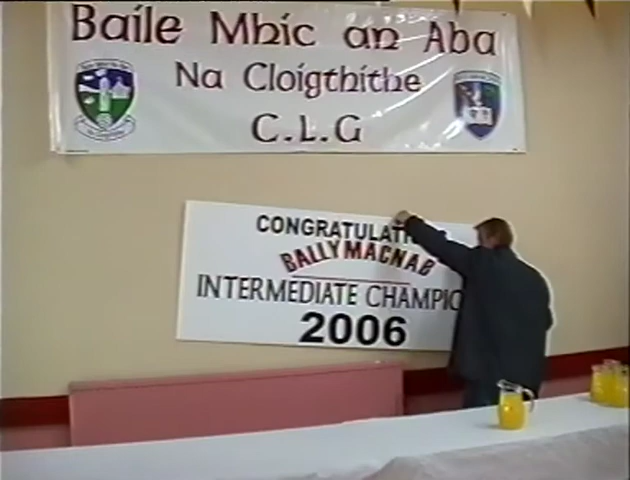 Baile Mhic an Aba
Na Cloigthithe
C.L.G
CONGRATULATI
BALLYMACNAB
INTERMEDIATE CHAMPIO
2006